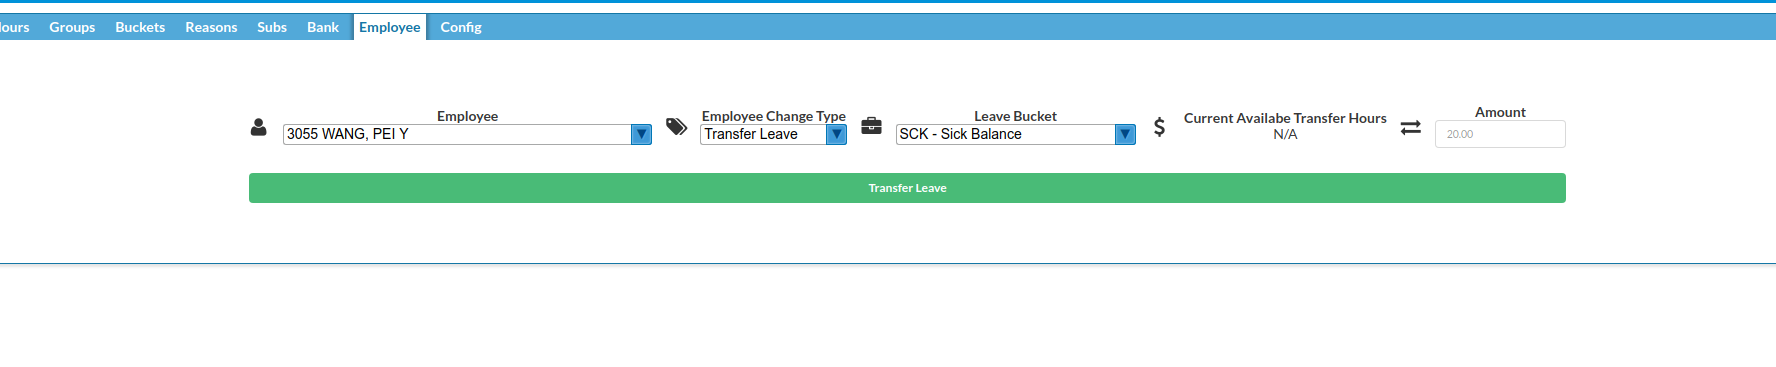 ours Groups Buckets Reasons Subs Bank Employee Config
Employee Employee Change Type Leave Bucket Current Availabe Transfer Hours Amount
3055 WANG, PEI Y Transfer Leave SCK - Sick Balance N/A 20.00
Transfer Leave